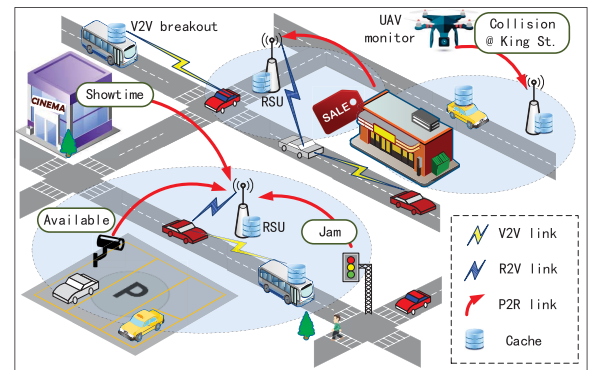 V2V breakout
UAV
monitor
Collision
@ King St.
CINEMA
Showtime
RSU
SALE
Available
RSU
Jam
P
V2V link
R2V link
P2R link
Cache